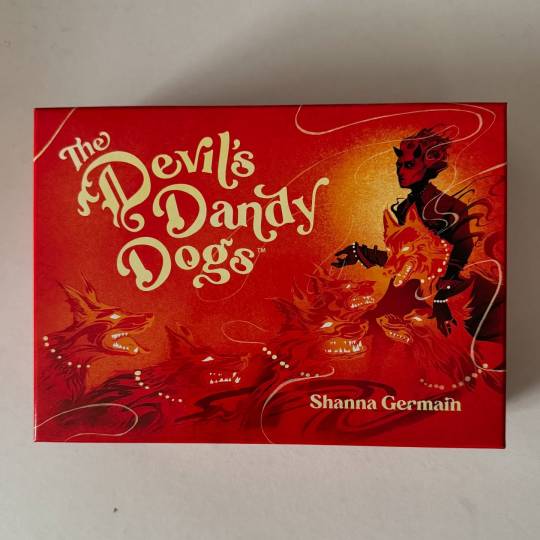 The
Devil's
Dandy
Dogs™
Shanna Germain